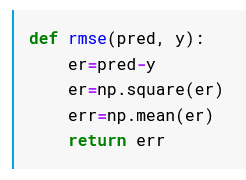 def rmse(pred, y):
    er=pred-y
    er=np.square(er)
    err=np.mean(er)
    return err